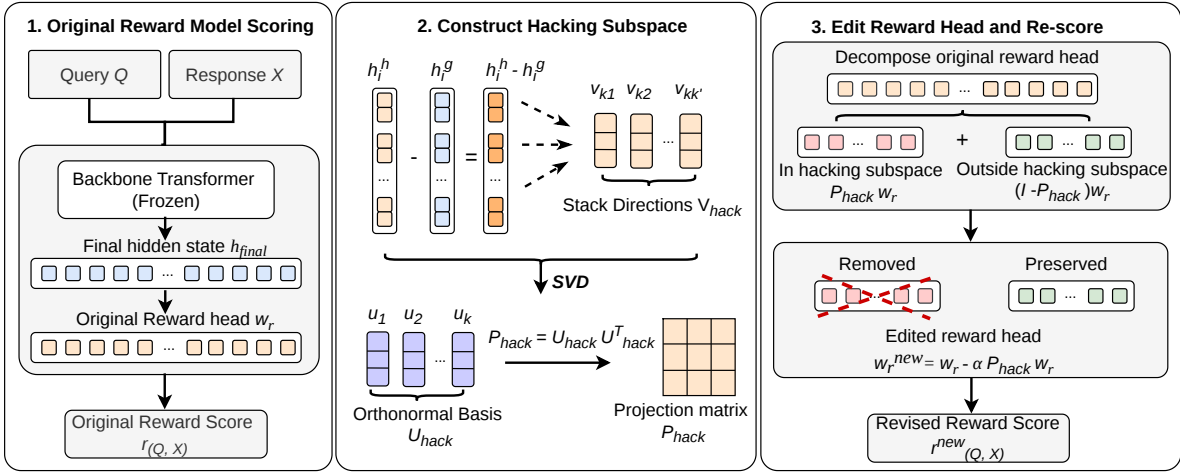 1. Original Reward Model Scoring
Query Q
Response X
Backbone Transformer
(Frozen)
Final hidden state h_final
...
Original Reward head w_r
...
Original Reward Score
r_(Q, X)
2. Construct Hacking Subspace
h_i^h h_i^g h_i^h - h_i^g
v_k1 v_k2 v_kk'
- =
...
... ... ...
Stack Directions V_hack
SVD
u_1 u_2 u_k
...
P_hack = U_hack U^T_hack
Orthonormal Basis
U_hack
Projection matrix
P_hack
3. Edit Reward Head and Re-score
Decompose original reward head
...
... + ...
In hacking subspace
P_hack w_r
Outside hacking subspace
(I -P_hack )w_r
Removed
Preserved
... ...
Edited reward head
w_r^new = w_r - α P_hack w_r
Revised Reward Score
r^new_(Q, X)